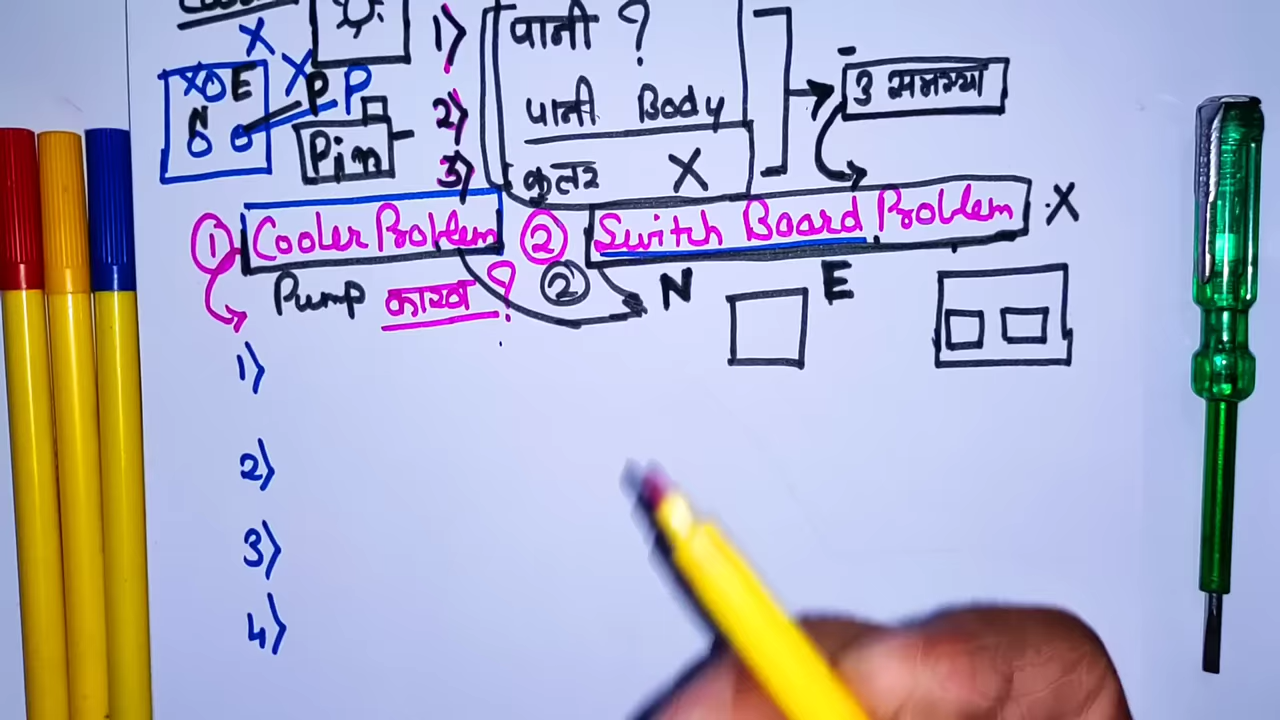 1) पानी ?
X X X O E P P
2) पानी Body → 3 समस्या
N O O Pin
3) कुलर X
① Cooler Problem ② Switch Board Problem X
Pump कारण ? ② N E
1)
2)
3)
4)